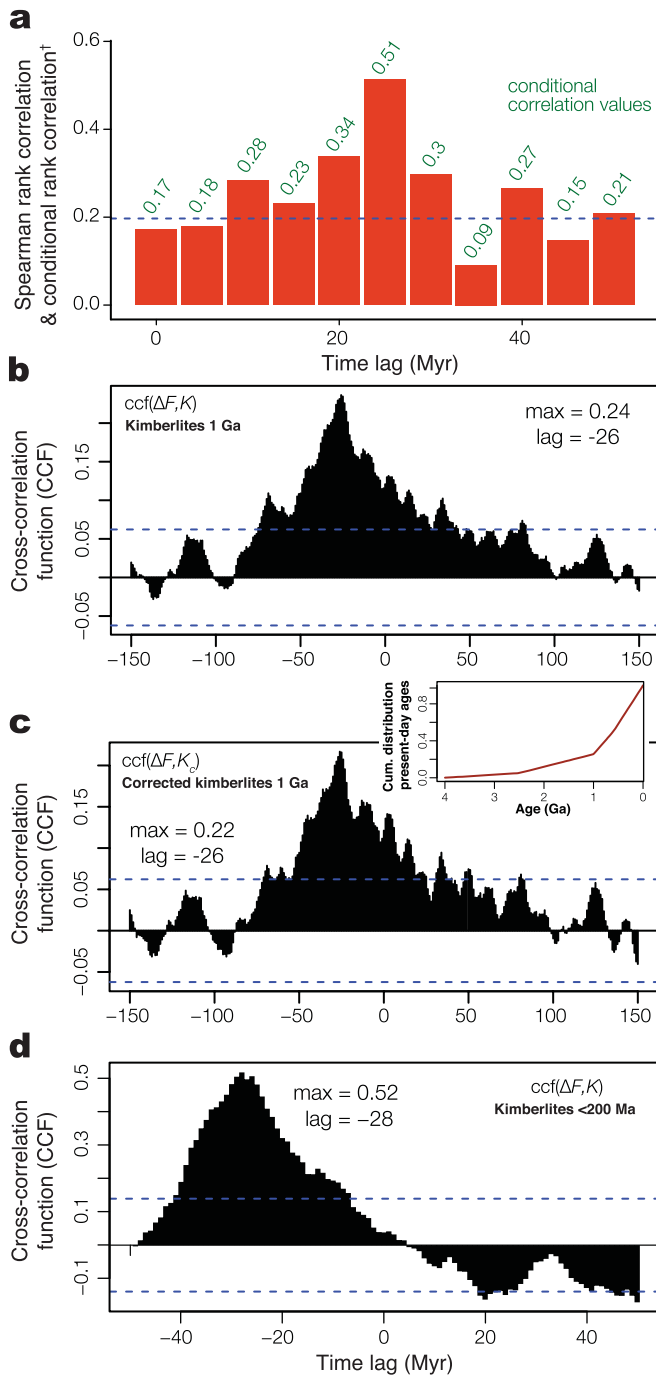 a
Spearman rank correlation
& conditional rank correlation†
0.6
0.4
0.2
0.0
0.17
0.18
0.28
0.23
0.34
0.51
0.3
0.09
0.27
0.15
0.21
conditional
correlation values
0
20
40
Time lag (Myr)
b
Cross-correlation
function (CCF)
0.15
0.05
−0.05
ccf(ΔF,K)
Kimberlites 1 Ga
max = 0.24
lag = -26
−150
−100
−50
0
50
100
150
c
Cross-correlation
function (CCF)
0.15
0.05
−0.05
ccf(ΔF,Kc)
Corrected kimberlites 1 Ga
max = 0.22
lag = -26
Cum. distribution
present-day ages
0.8
0.4
0.0
4
3
2
1
0
Age (Ga)
−150
−100
−50
0
50
100
150
d
Cross-correlation
function (CCF)
0.5
0.3
0.1
−0.1
max = 0.52
lag = −28
ccf(ΔF,K)
Kimberlites <200 Ma
−40
−20
0
20
40
Time lag (Myr)